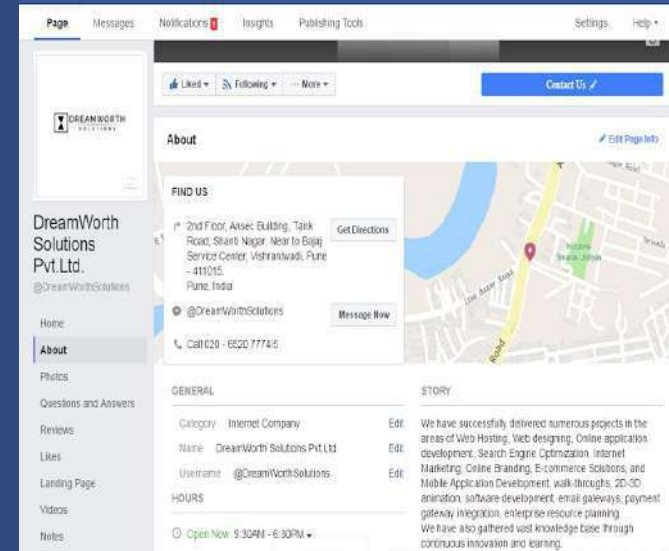 Page Messages Notifications Insights Publishing Tools Settings Help
Liked Following More Contact Us
DREAMWORTH
SOLUTIONS
About Edit Page Info
FIND US
2nd Floor, Ansec Building, Tank
Road, Shanti Nagar, Near to Bajaj
Service Center, Vishrantwadi, Pune
- 411015.
Pune, India
Get Directions
@DreamWorthSolutions
Message Now
Call 020 - 6520 7774/5
Road
DreamWorth
Solutions
Pvt.Ltd.
@DreamWorthSolutions
Home
About
Photos
Questions and Answers
Reviews
Likes
Landing Page
Videos
Notes
GENERAL
Category Internet Company Edit
Name DreamWorth Solutions Pvt.Ltd. Edit
Username @DreamWorthSolutions Edit
HOURS
Open Now 9:30AM - 6:30PM
STORY
We have successfully delivered numerous projects in the
areas of Web Hosting, Web designing, Online application
development, Search Engine Optimization, Internet
Marketing, Online Branding, E-commerce Solutions, and
Mobile Application Development, walk-throughs, 2D-3D
animation, software development, email gateways, payment
gateway integration, enterprise resource planning.
We have also gathered vast knowledge base through
continuous innovation and learning.